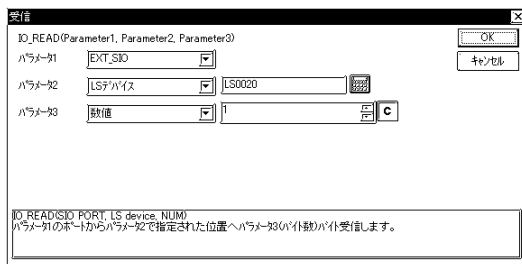 受信
IO_READ(Parameter1, Parameter2, Parameter3)
OK
ﾊﾟﾗﾒｰﾀ1 EXT_SIO
ｷｬﾝｾﾙ
ﾊﾟﾗﾒｰﾀ2 LSﾃﾞﾊﾞｲｽ LS0020
ﾊﾟﾗﾒｰﾀ3 数値 1 C
IO_READ(SIO PORT, LS device, NUM)
ﾊﾟﾗﾒｰﾀ1のﾎﾟｰﾄからﾊﾟﾗﾒｰﾀ2で指定された位置へﾊﾟﾗﾒｰﾀ3(ﾊﾞｲﾄ数)ﾊﾞｲﾄ受信します。